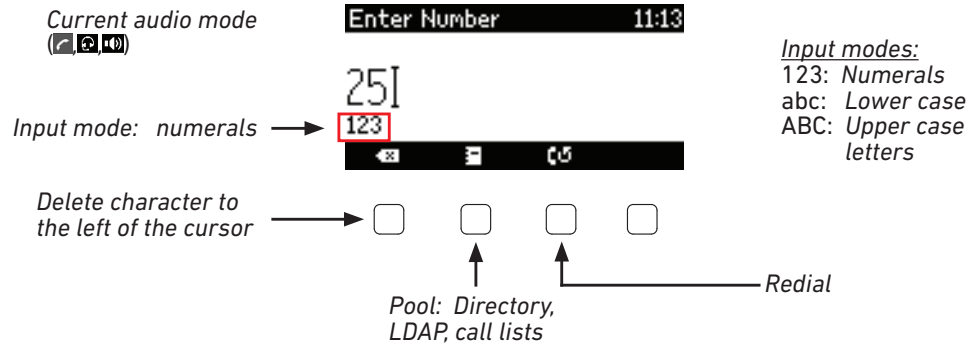 Current audio mode
( , , )
Enter Number 11:13
25
123
Input mode: numerals
Input modes:
123: Numerals
abc: Lower case
ABC: Upper case
letters
Delete character to
the left of the cursor
Pool: Directory,
LDAP, call lists
Redial